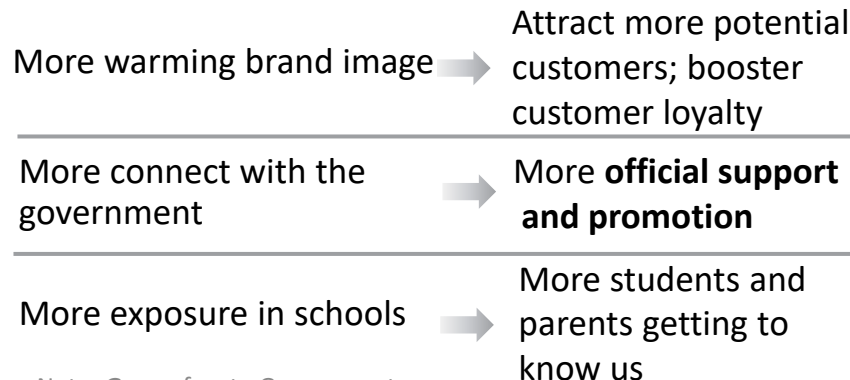 More warming brand image
Attract more potential
customers; booster
customer loyalty
More connect with the
government
More official support
and promotion
More exposure in schools
More students and
parents getting to
know us